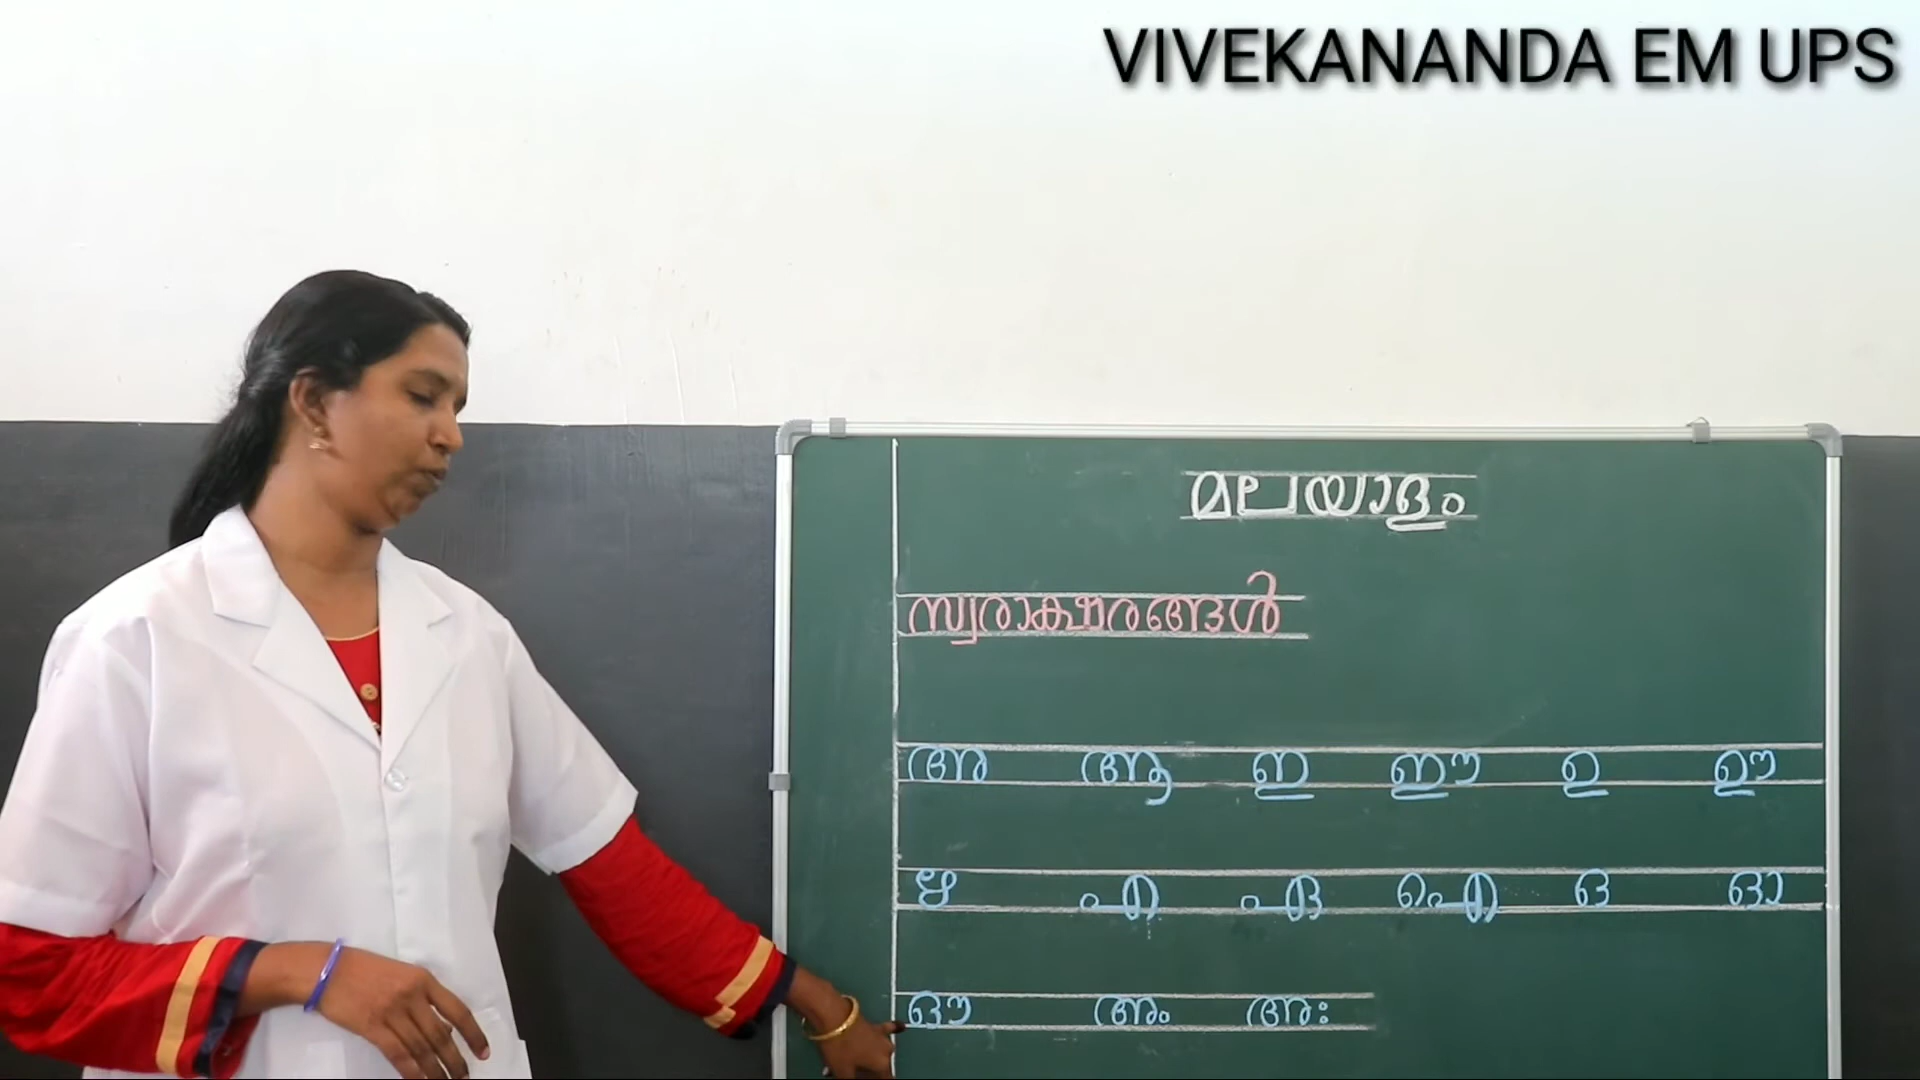 VIVEKANANDA EM UPS
മലയാളം
സ്വരാക്ഷരങ്ങൾ
അ ആ ഇ ഈ ഉ ഊ
ഋ എ ഏ ഐ ഒ ഓ
ഔ അം അഃ